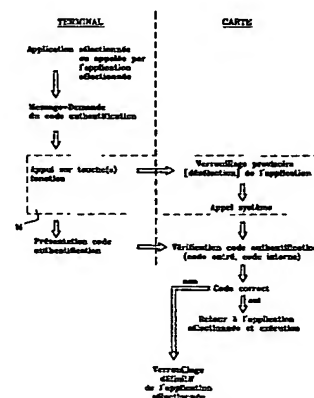 TERMINAL
CARTE
Application sélectionnée
ou appelée par
l'application
sélectionnée
Message-Demande
du code authentification
Appui sur touche(s)
fonction
Verrouillage provisoire
de l'application
Appel système
Présentation code
authentification
Vérification code authentification
(code entré, code interne)
non
Code correct
oui
Retour à l'application
sélectionnée et exécution
Verrouillage
définitif
de l'application
sélectionnée